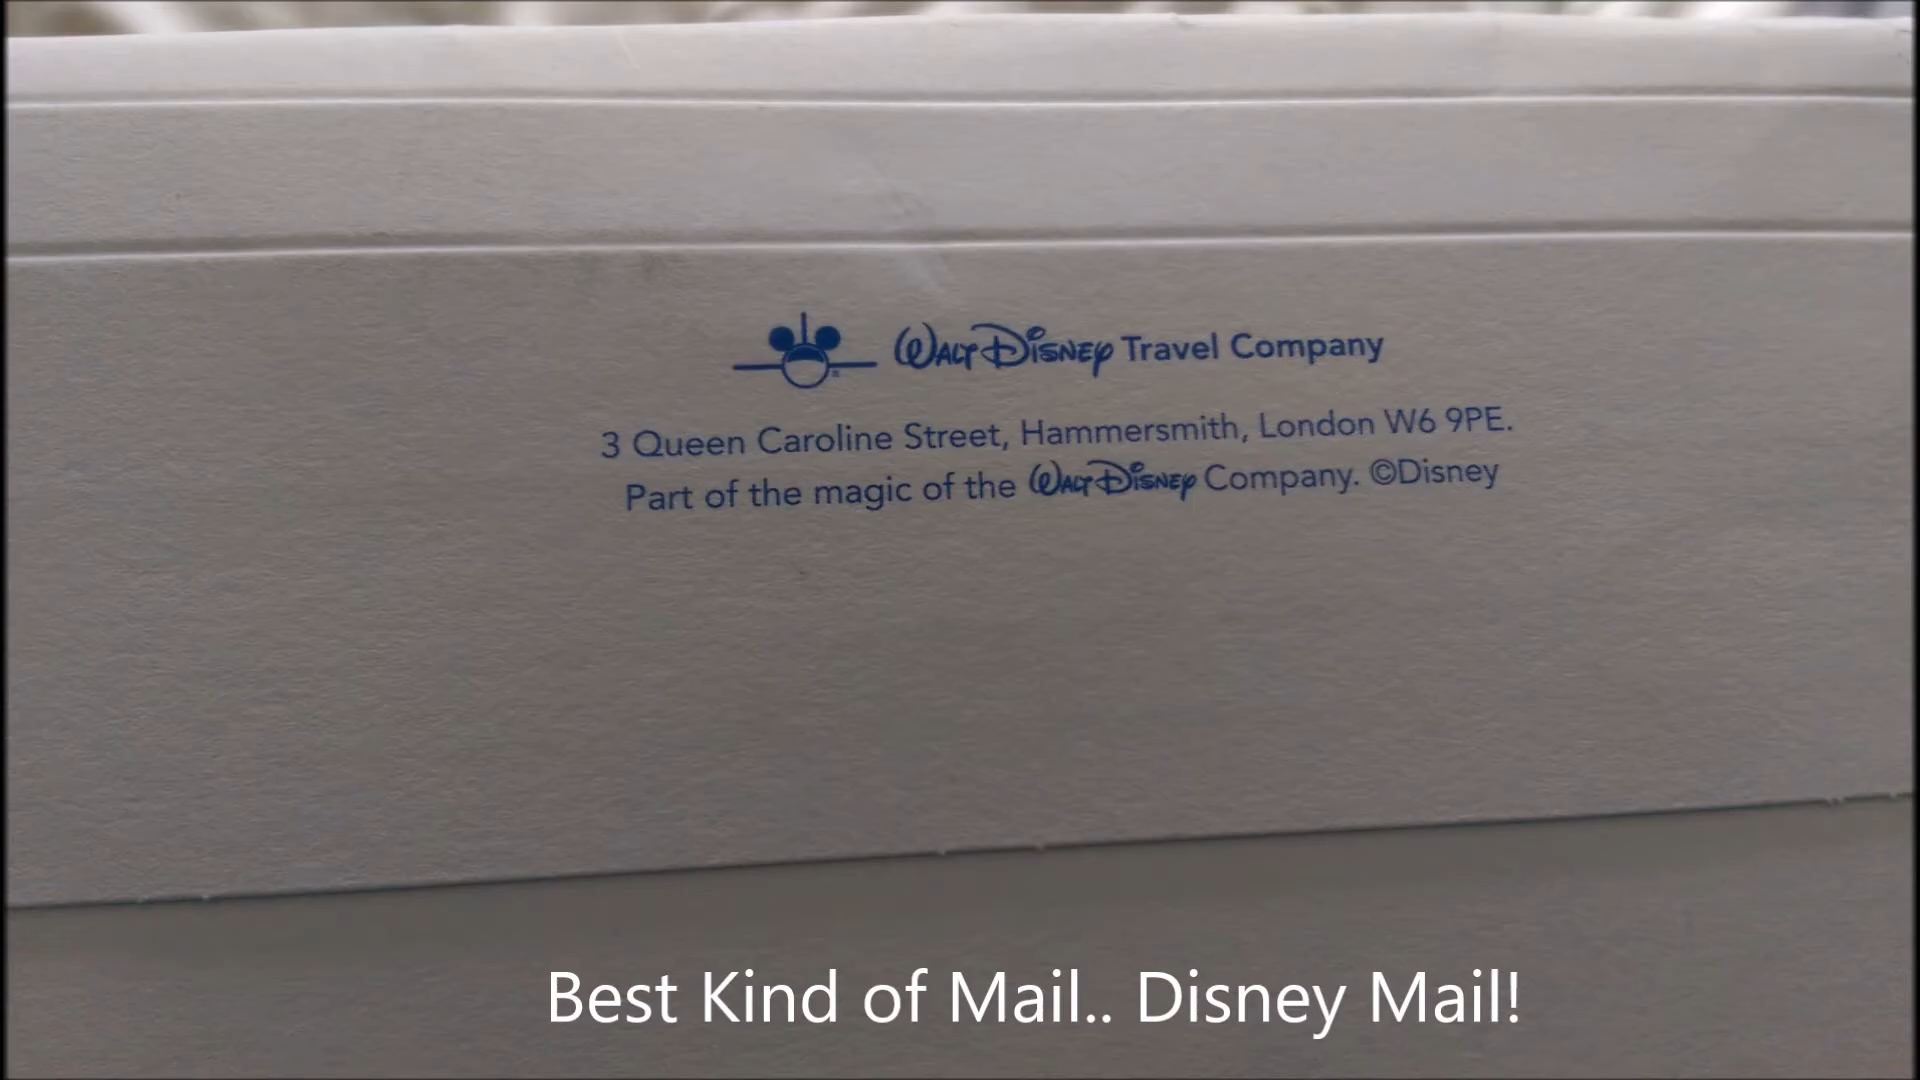 Walt Disney Travel Company
3 Queen Caroline Street, Hammersmith, London W6 9PE.
Part of the magic of the Walt Disney Company. ©Disney
Best Kind of Mail.. Disney Mail!